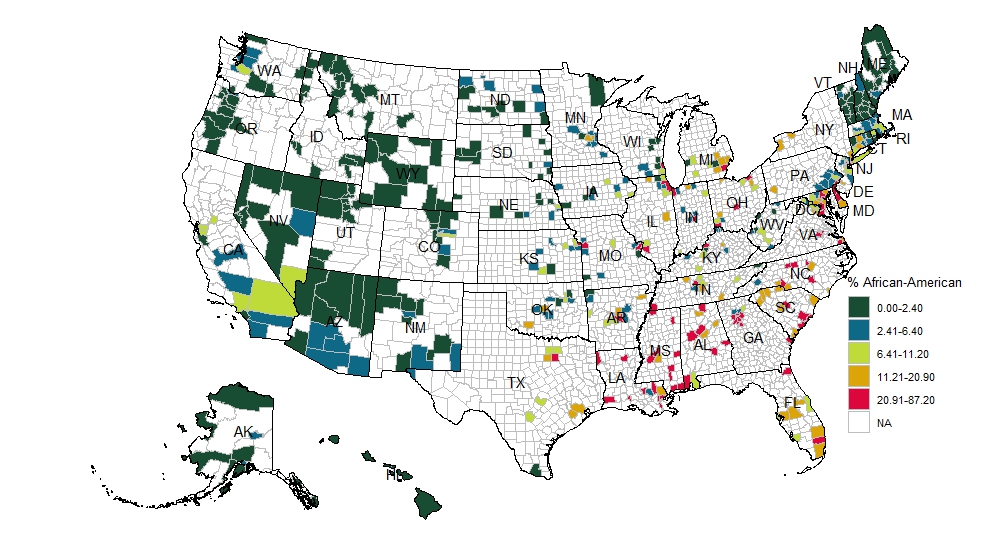 WA
MT
ND
MN
OR
ID
SD
WI
MI
WY
NE
IA
NV
UT
CO
CA
KS
MO
IL
IN
OH
KY
WV
VA
PA
NY
VT
NH
ME
MA
RI
CT
NJ
DE
MD
DC
AZ
NM
OK
AR
TN
NC
SC
TX
LA
MS
AL
GA
FL
AK
HI
% African-American
0.00-2.40
2.41-6.40
6.41-11.20
11.21-20.90
20.91-87.20
NA